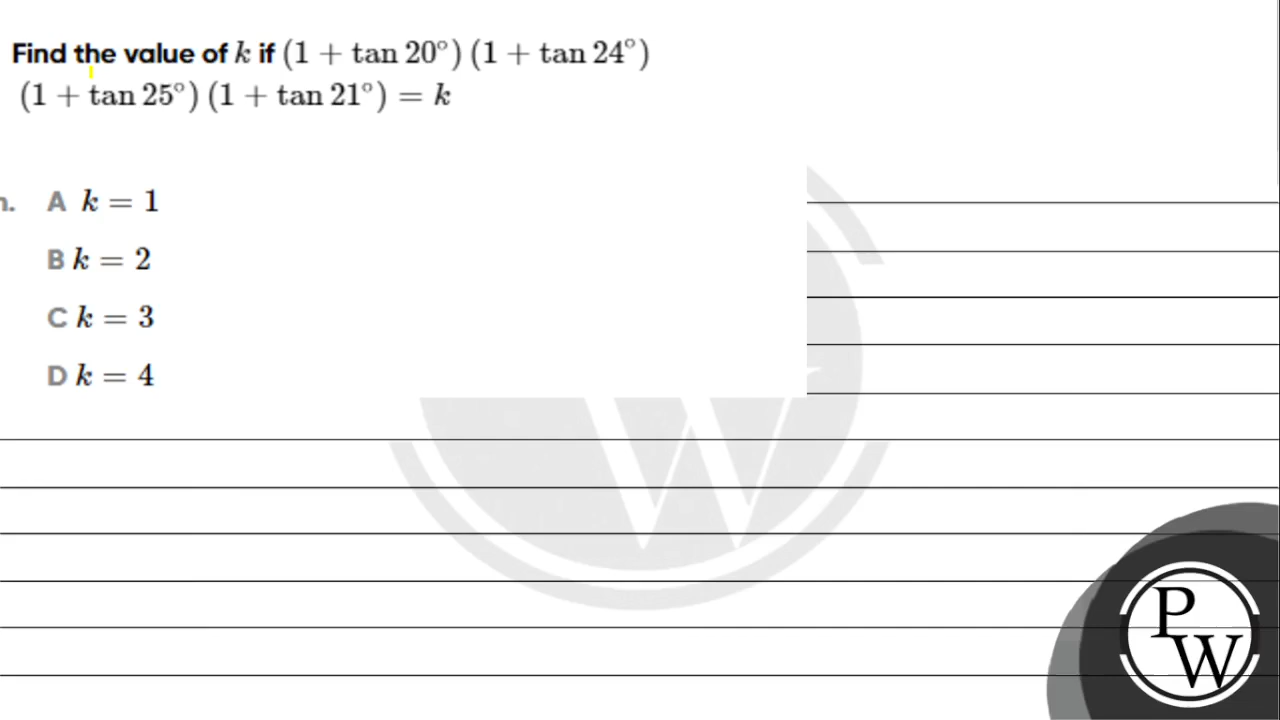 Find the value of k if (1 + tan 20°) (1 + tan 24°)
(1 + tan 25°) (1 + tan 21°) = k
n. A k = 1
B k = 2
C k = 3
D k = 4
W
P
W